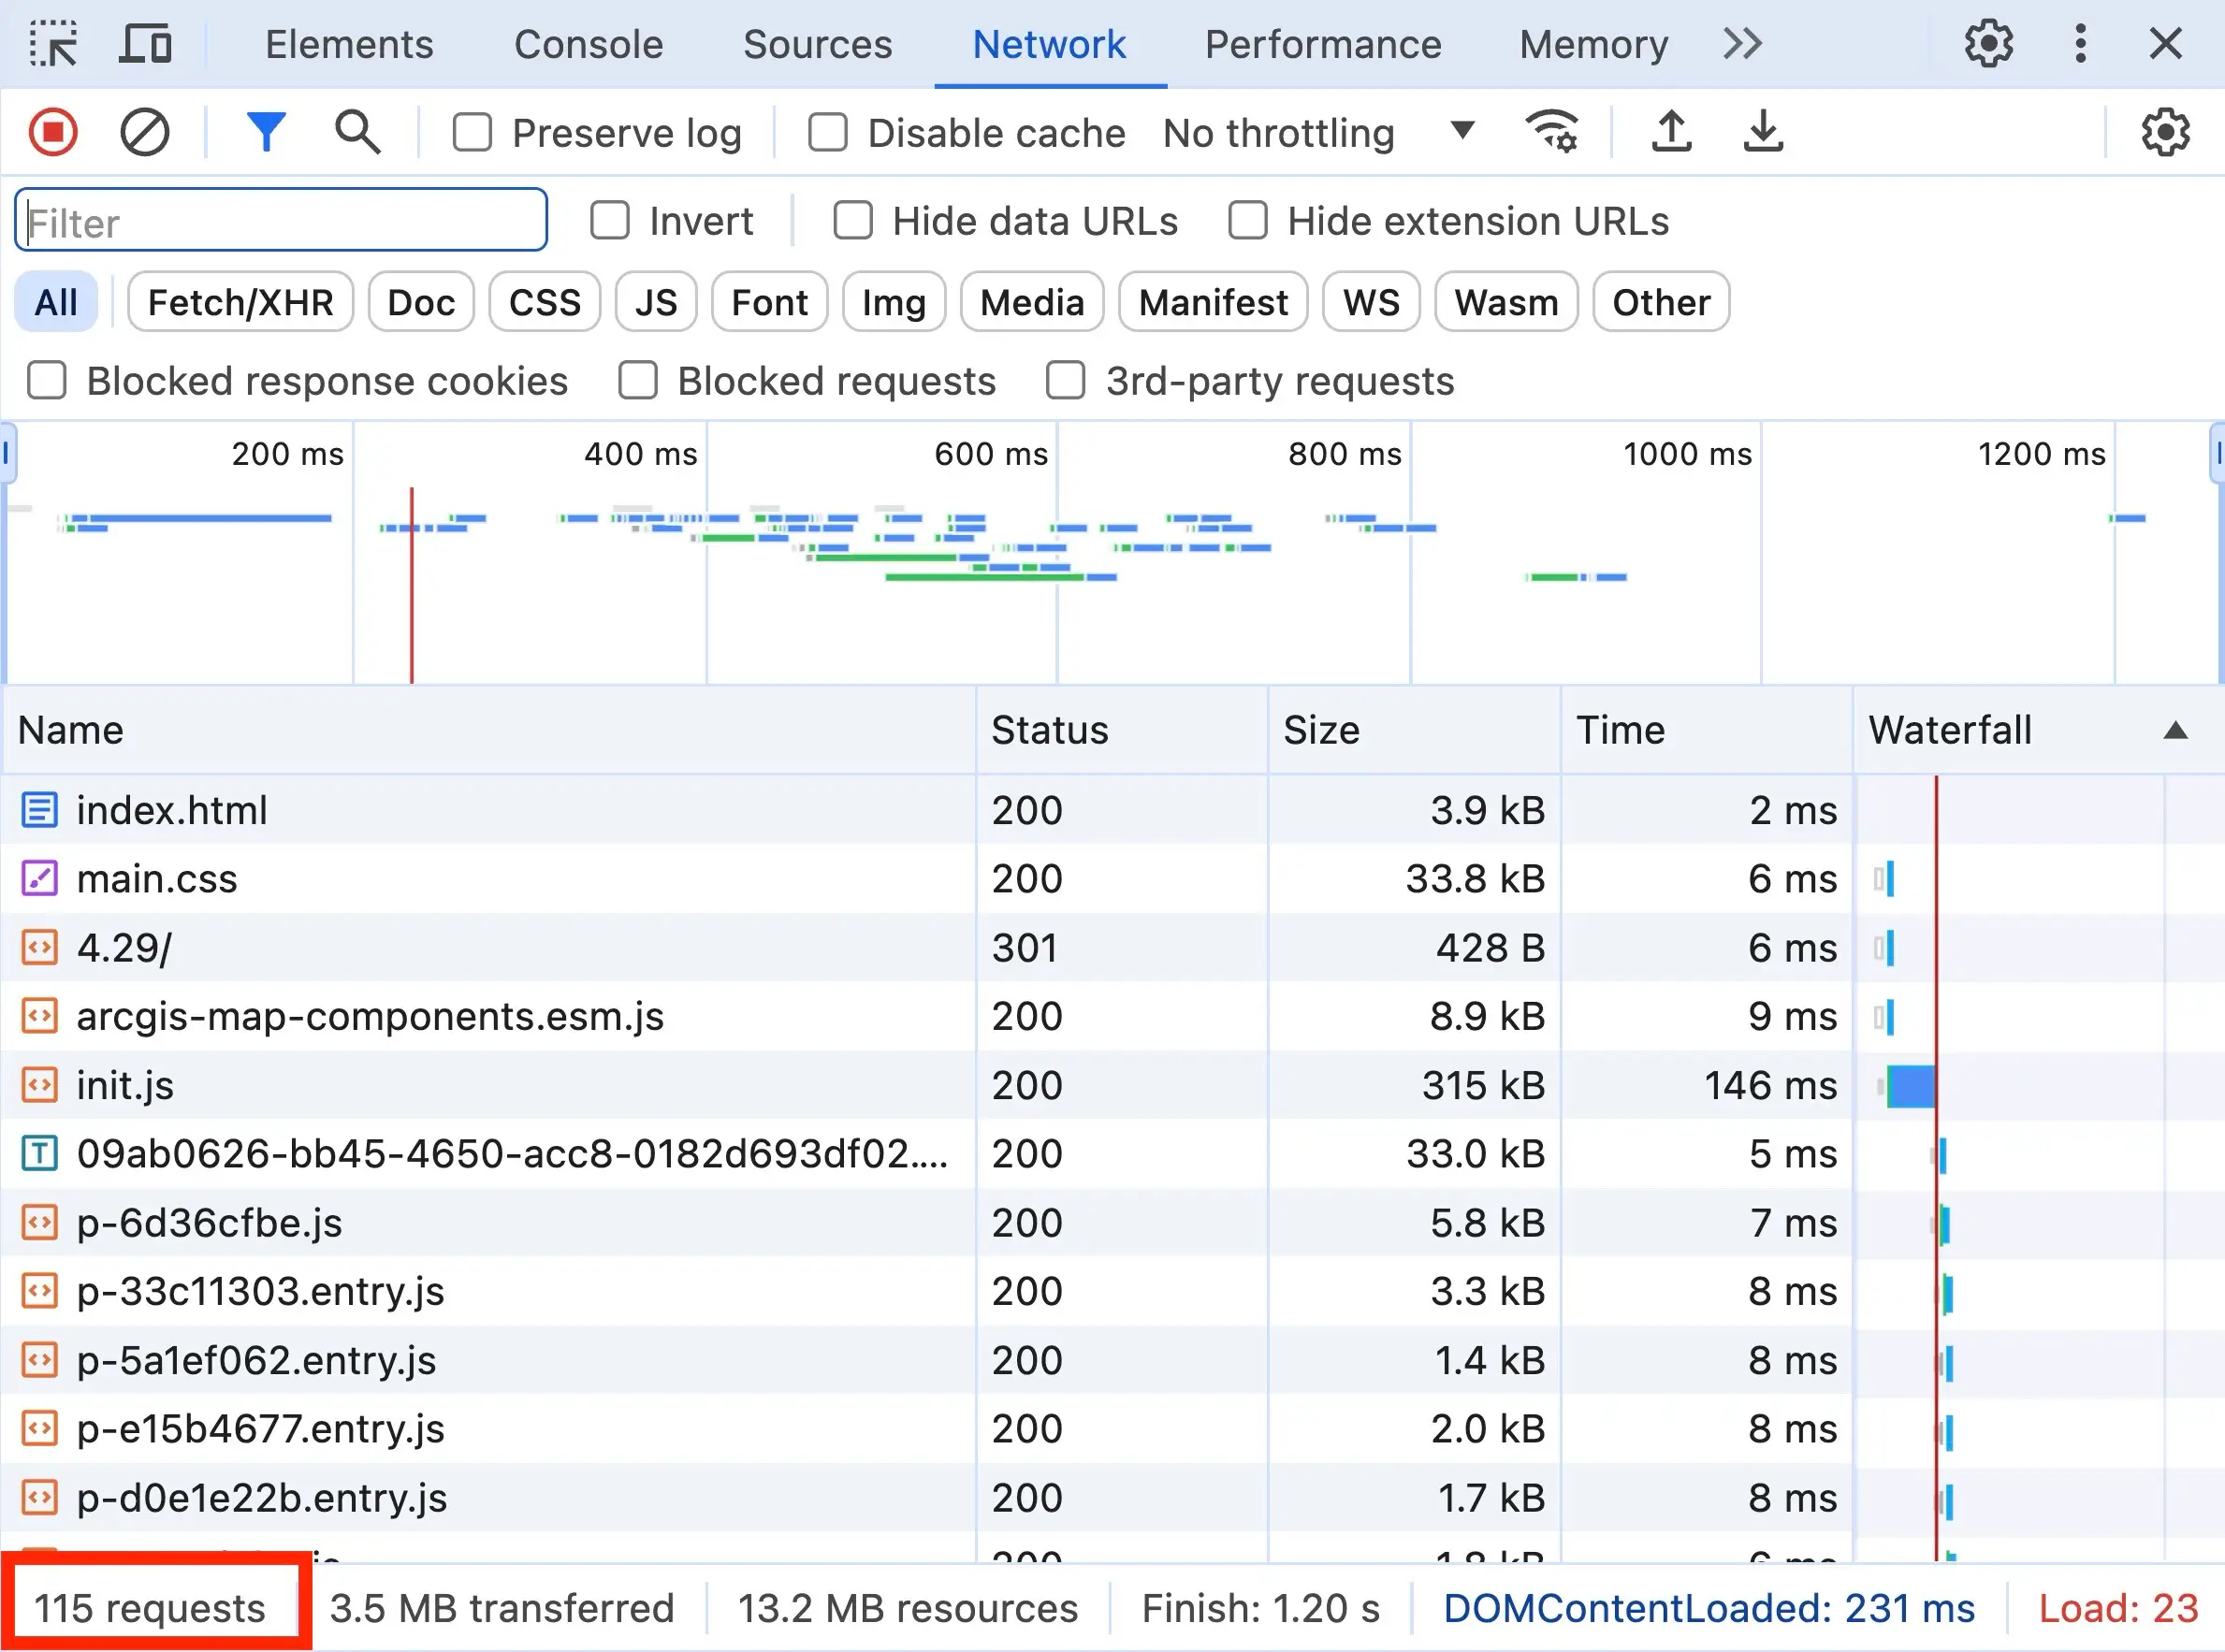 Elements Console Sources Network Performance Memory
Preserve log Disable cache No throttling
Filter Invert Hide data URLs Hide extension URLs
All Fetch/XHR Doc CSS JS Font Img Media Manifest WS Wasm Other
Blocked response cookies Blocked requests 3rd-party requests
200 ms 400 ms 600 ms 800 ms 1000 ms 1200 ms
Name Status Size Time Waterfall
index.html 200 3.9 kB 2 ms
main.css 200 33.8 kB 6 ms
4.29/ 301 428 B 6 ms
arcgis-map-components.esm.js 200 8.9 kB 9 ms
init.js 200 315 kB 146 ms
09ab0626-bb45-4650-acc8-0182d693df02.... 200 33.0 kB 5 ms
p-6d36cfbe.js 200 5.8 kB 7 ms
p-33c11303.entry.js 200 3.3 kB 8 ms
p-5a1ef062.entry.js 200 1.4 kB 8 ms
p-e15b4677.entry.js 200 2.0 kB 8 ms
p-d0e1e22b.entry.js 200 1.7 kB 8 ms
200 1.8 kB 6 ms
115 requests 3.5 MB transferred 13.2 MB resources Finish: 1.20 s DOMContentLoaded: 231 ms Load: 23